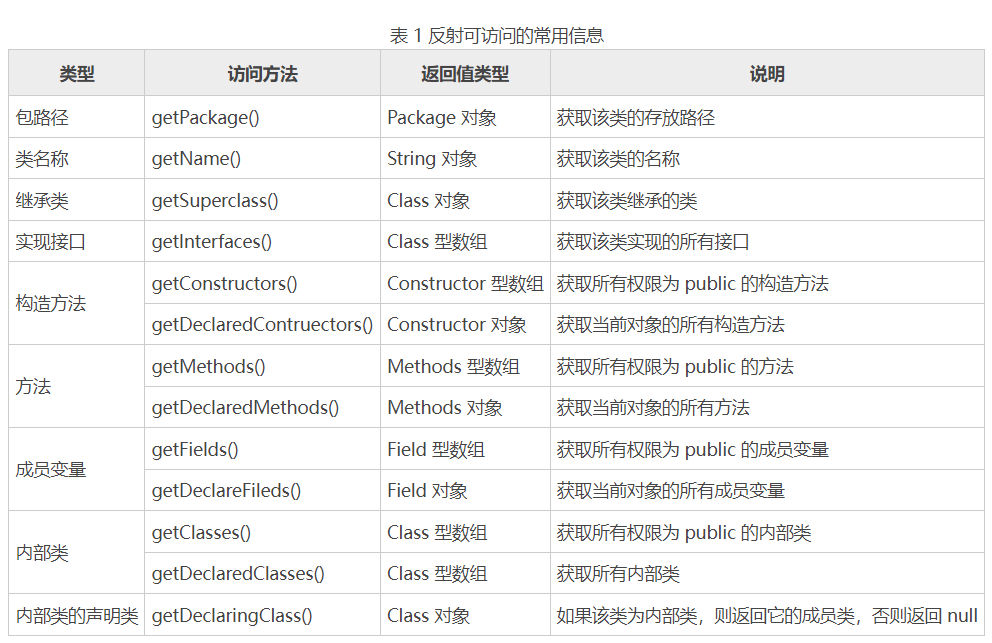 表 1 反射可访问的常用信息
类型 访问方法 返回值类型 说明
包路径 getPackage() Package 对象 获取该类的存放路径
类名称 getName() String 对象 获取该类的名称
继承类 getSuperclass() Class 对象 获取该类继承的类
实现接口 getInterfaces() Class 型数组 获取该类实现的所有接口
构造方法 getConstructors() Constructor 型数组 获取所有权限为 public 的构造方法
getDeclaredContruectors() Constructor 对象 获取当前对象的所有构造方法
方法 getMethods() Methods 型数组 获取所有权限为 public 的方法
getDeclaredMethods() Methods 对象 获取当前对象的所有方法
成员变量 getFields() Field 型数组 获取所有权限为 public 的成员变量
getDeclareFileds() Field 对象 获取当前对象的所有成员变量
内部类 getClasses() Class 型数组 获取所有权限为 public 的内部类
getDeclaredClasses() Class 型数组 获取所有内部类
内部类的声明类 getDeclaringClass() Class 对象 如果该类为内部类，则返回它的成员类，否则返回 null